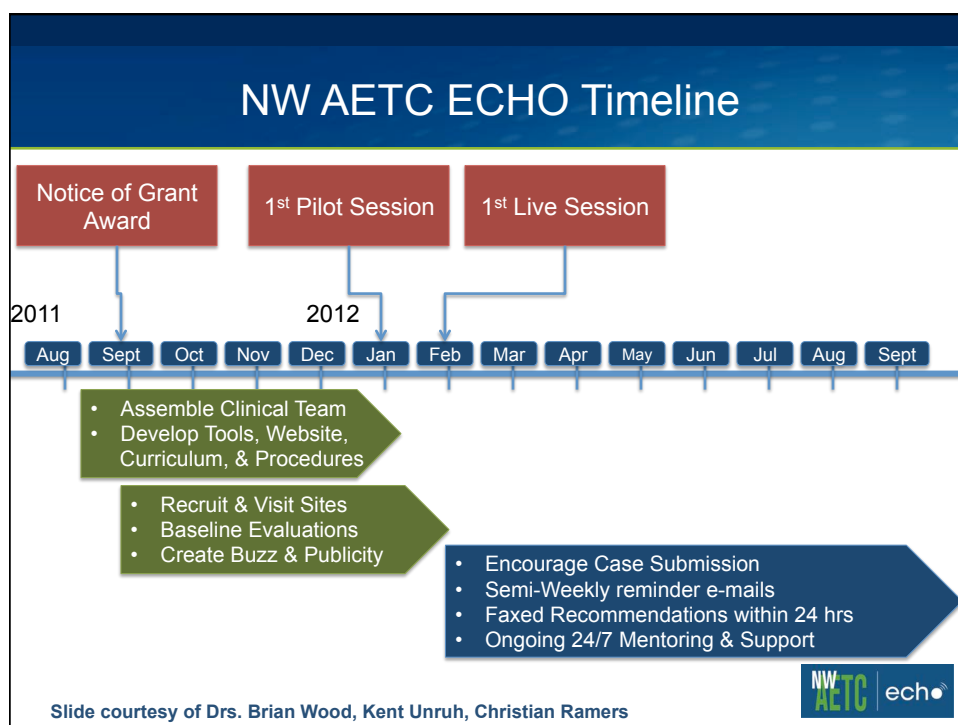 NW AETC ECHO Timeline
Notice of Grant
Award
1st Pilot Session
1st Live Session
2011
2012
Aug Sept Oct Nov Dec Jan Feb Mar Apr May Jun Jul Aug Sept
• Assemble Clinical Team
• Develop Tools, Website,
Curriculum, & Procedures
• Recruit & Visit Sites
• Baseline Evaluations
• Create Buzz & Publicity
• Encourage Case Submission
• Semi-Weekly reminder e-mails
• Faxed Recommendations within 24 hrs
• Ongoing 24/7 Mentoring & Support
NW
AETC echo
Slide courtesy of Drs. Brian Wood, Kent Unruh, Christian Ramers